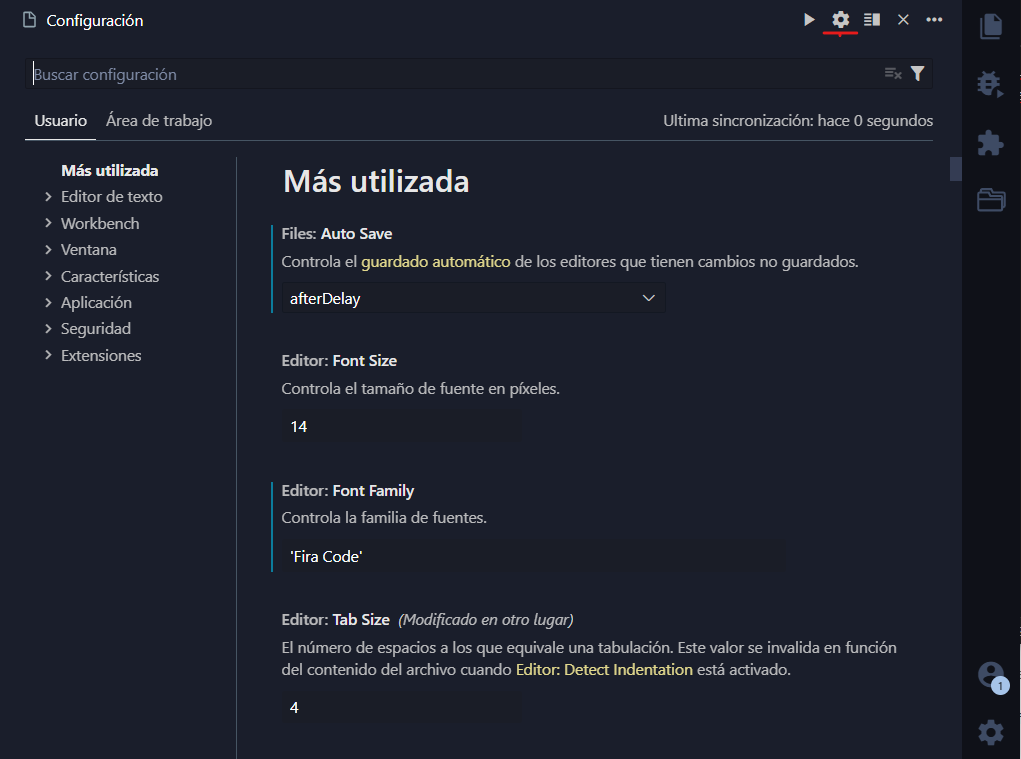 Configuración
Buscar configuración
Usuario Área de trabajo Ultima sincronización: hace 0 segundos
Más utilizada
Editor de texto
Workbench
Ventana
Características
Aplicación
Seguridad
Extensiones
Más utilizada
Files: Auto Save
Controla el guardado automático de los editores que tienen cambios no guardados.
afterDelay
Editor: Font Size
Controla el tamaño de fuente en píxeles.
14
Editor: Font Family
Controla la familia de fuentes.
'Fira Code'
Editor: Tab Size (Modificado en otro lugar)
El número de espacios a los que equivale una tabulación. Este valor se invalida en función
del contenido del archivo cuando Editor: Detect Indentation está activado.
4
1